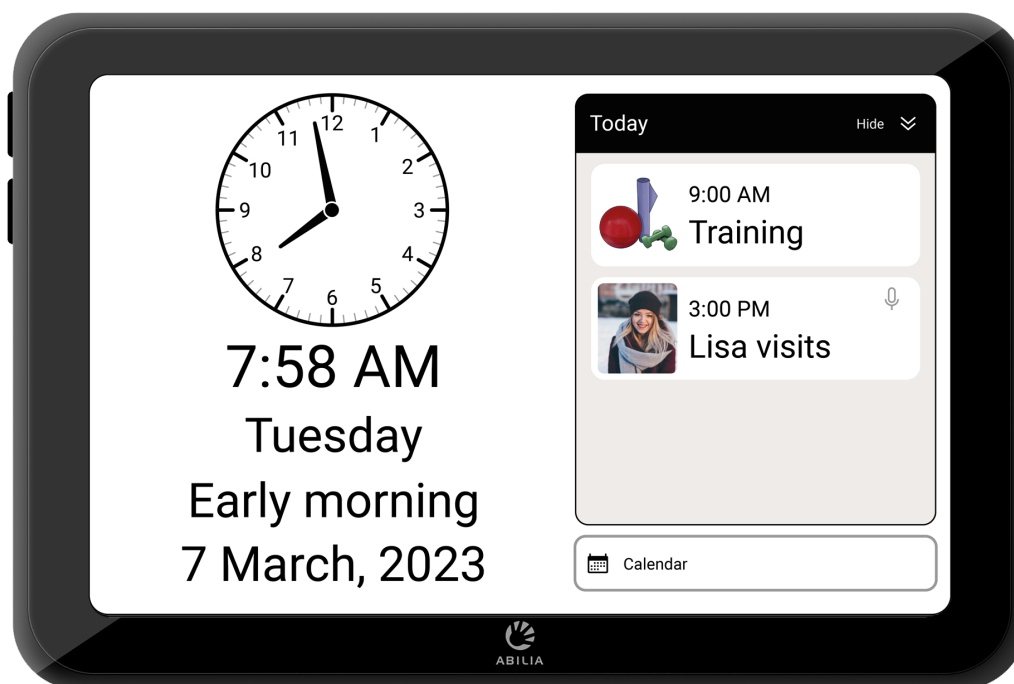 12
1
2
3
4
5
6
7
8
9
10
11
7:58 AM
Tuesday
Early morning
7 March, 2023
Today
Hide
9:00 AM
Training
3:00 PM
Lisa visits
Calendar
ABILIA